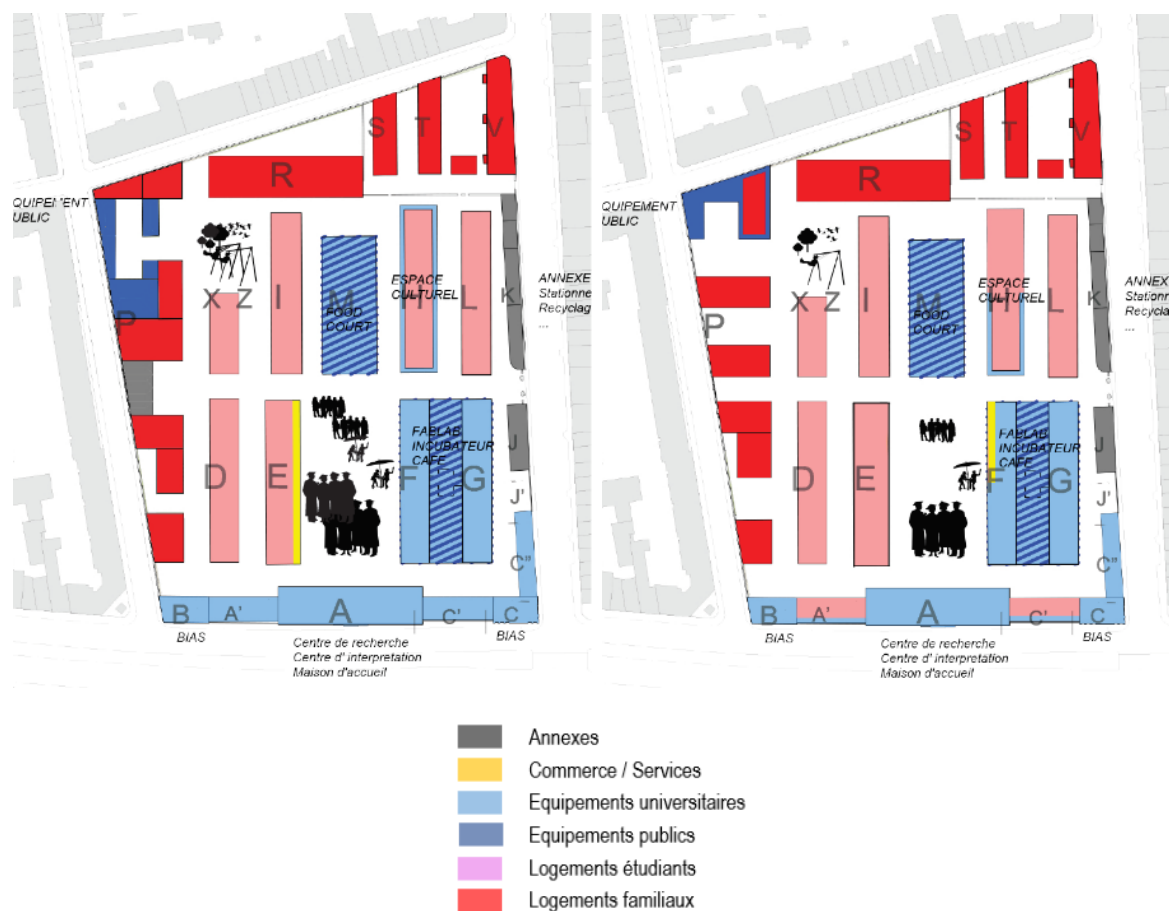 S
T
V
R
QUIPEMENT
UBLIC
ESPACE
CULTUREL
ANNEXE
Stationne
Recyclag
...
P
X
Z
I
M
FOOD
COURT
H
L
K
FABLAB
INCUBATEUR
CAFE
D
E
F
G
J
J'
C"
B
A'
A
C'
C
BIAS
BIAS
Centre de recherche
Centre d' interpretation
Maison d'accueil
S
T
V
R
QUIPEMENT
UBLIC
ESPACE
CULTUREL
ANNEXE
Stationne
Recyclag
...
P
X
Z
I
M
FOOD
COURT
H
L
K
FABLAB
INCUBATEUR
CAFE
D
E
F
G
J
J'
C"
B
A'
A
C'
C
BIAS
BIAS
Centre de recherche
Centre d' interpretation
Maison d'accueil
Annexes
Commerce / Services
Equipements universitaires
Equipements publics
Logements étudiants
Logements familiaux